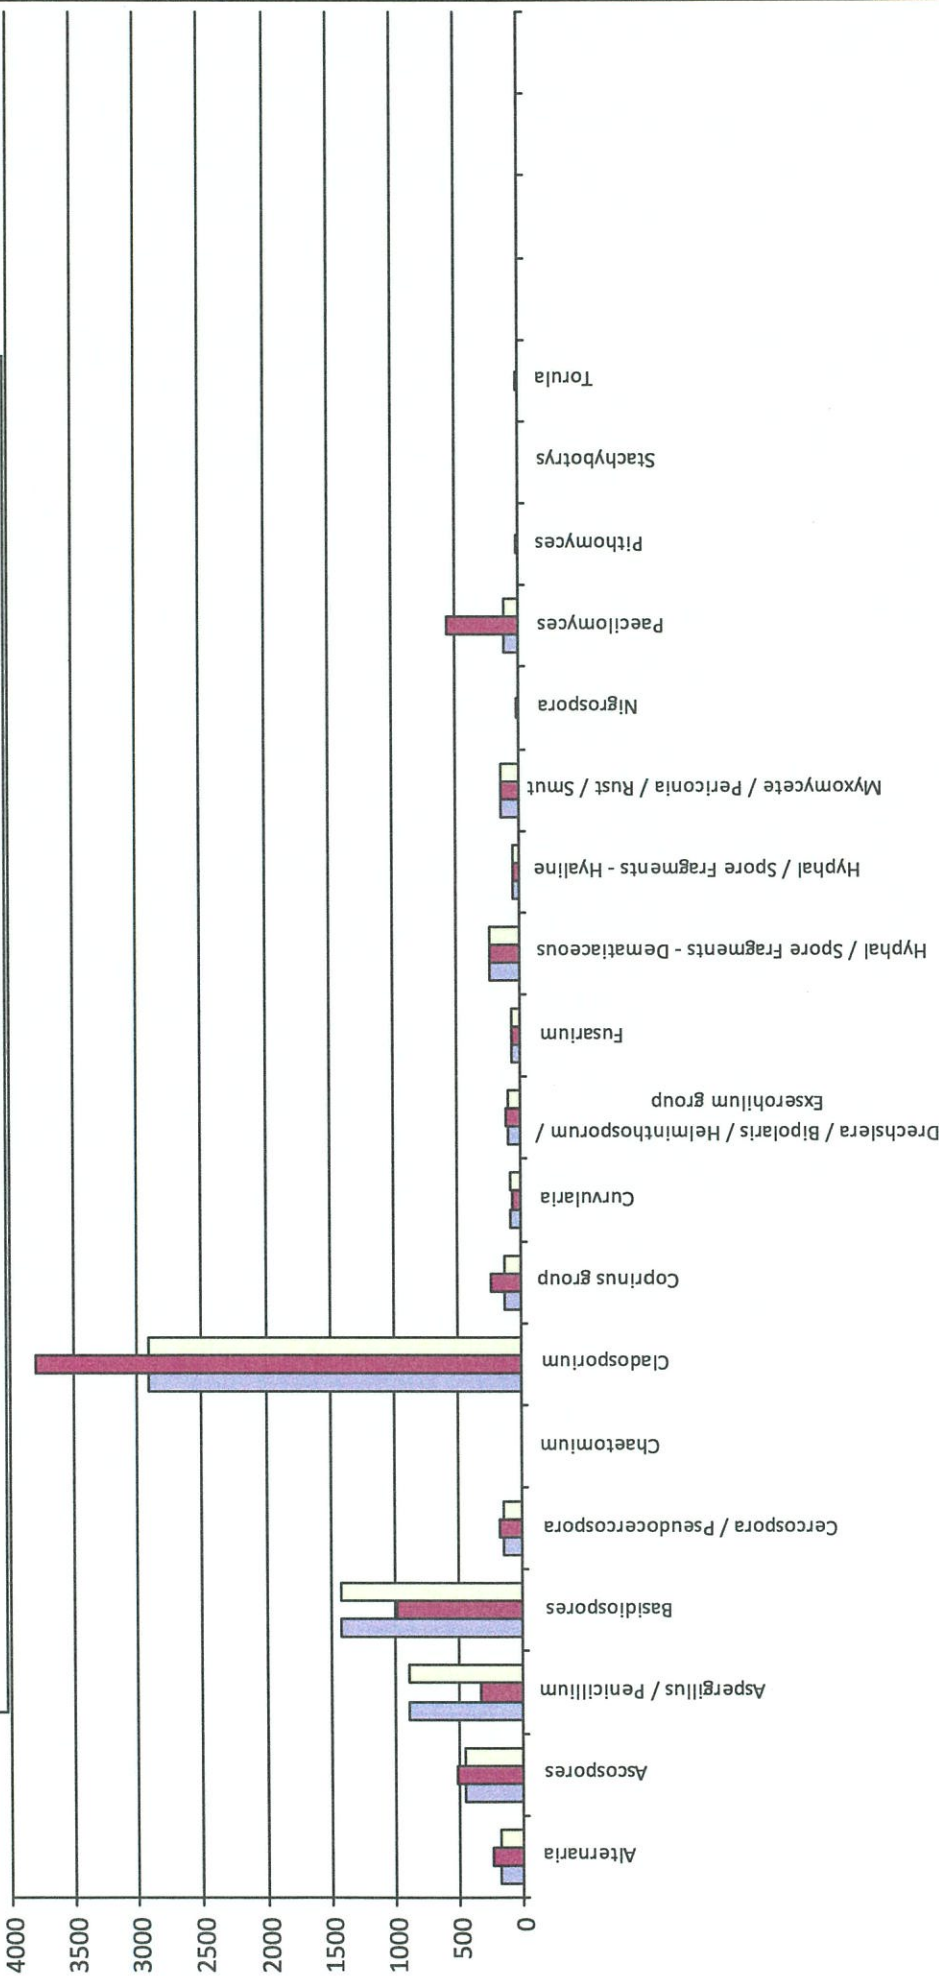 4000
3500
3000
2500
2000
1500
1000
500
0
Alternaria
Ascospores
Aspergillus / Penicillium
Basidiospores
Cercospora / Pseudocercospora
Chaetomium
Cladosporium
Coprinus group
Curvularia
Drechslera / Bipolaris / Helminthosporum /
Exserohilum group
Fusarium
Hyphal / Spore Fragments - Dematiaceous
Hyphal / Spore Fragments - Hyaline
Myxomycete / Periconia / Rust / Smut
Nigrospora
Paecilomyces
Pithomyces
Stachybotrys
Torula